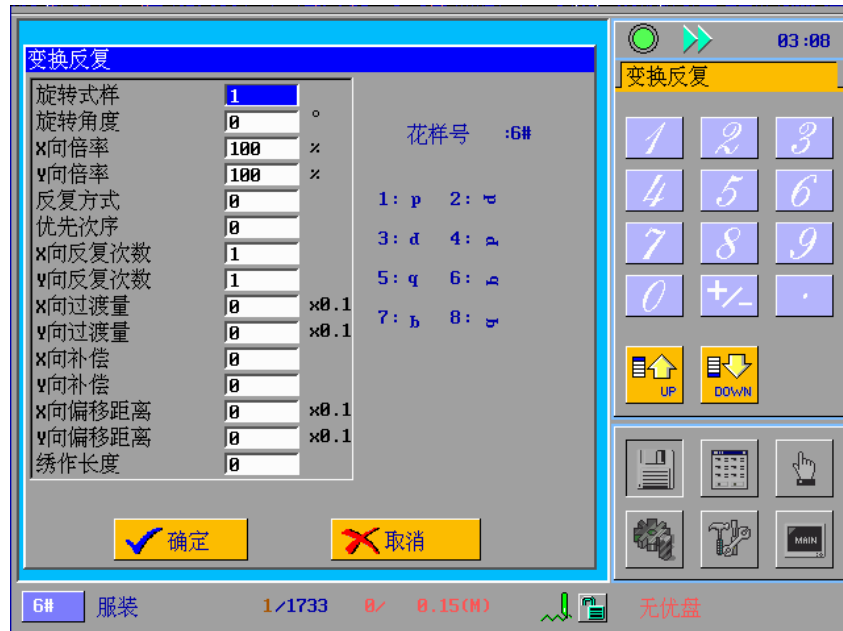 变换反复
旋转式样 1
旋转角度 0 °
X向倍率 100 %
Y向倍率 100 %
反复方式 0
优先次序 0
X向反复次数 1
Y向反复次数 1
X向过渡量 0 x0.1
Y向过渡量 0 x0.1
X向补偿 0
Y向补偿 0
X向偏移距离 0 x0.1
Y向偏移距离 0 x0.1
绣作长度 0
花样号 :6#
1: p 2:
3: d 4:
5: q 6:
7: b 8:
确定
取消
03:08
变换反复
1 2 3
4 5 6
7 8 9
0 +/- .
UP DOWN
MAIN
6# 服装 1/1733 0/ 0.15(M) 无优盘